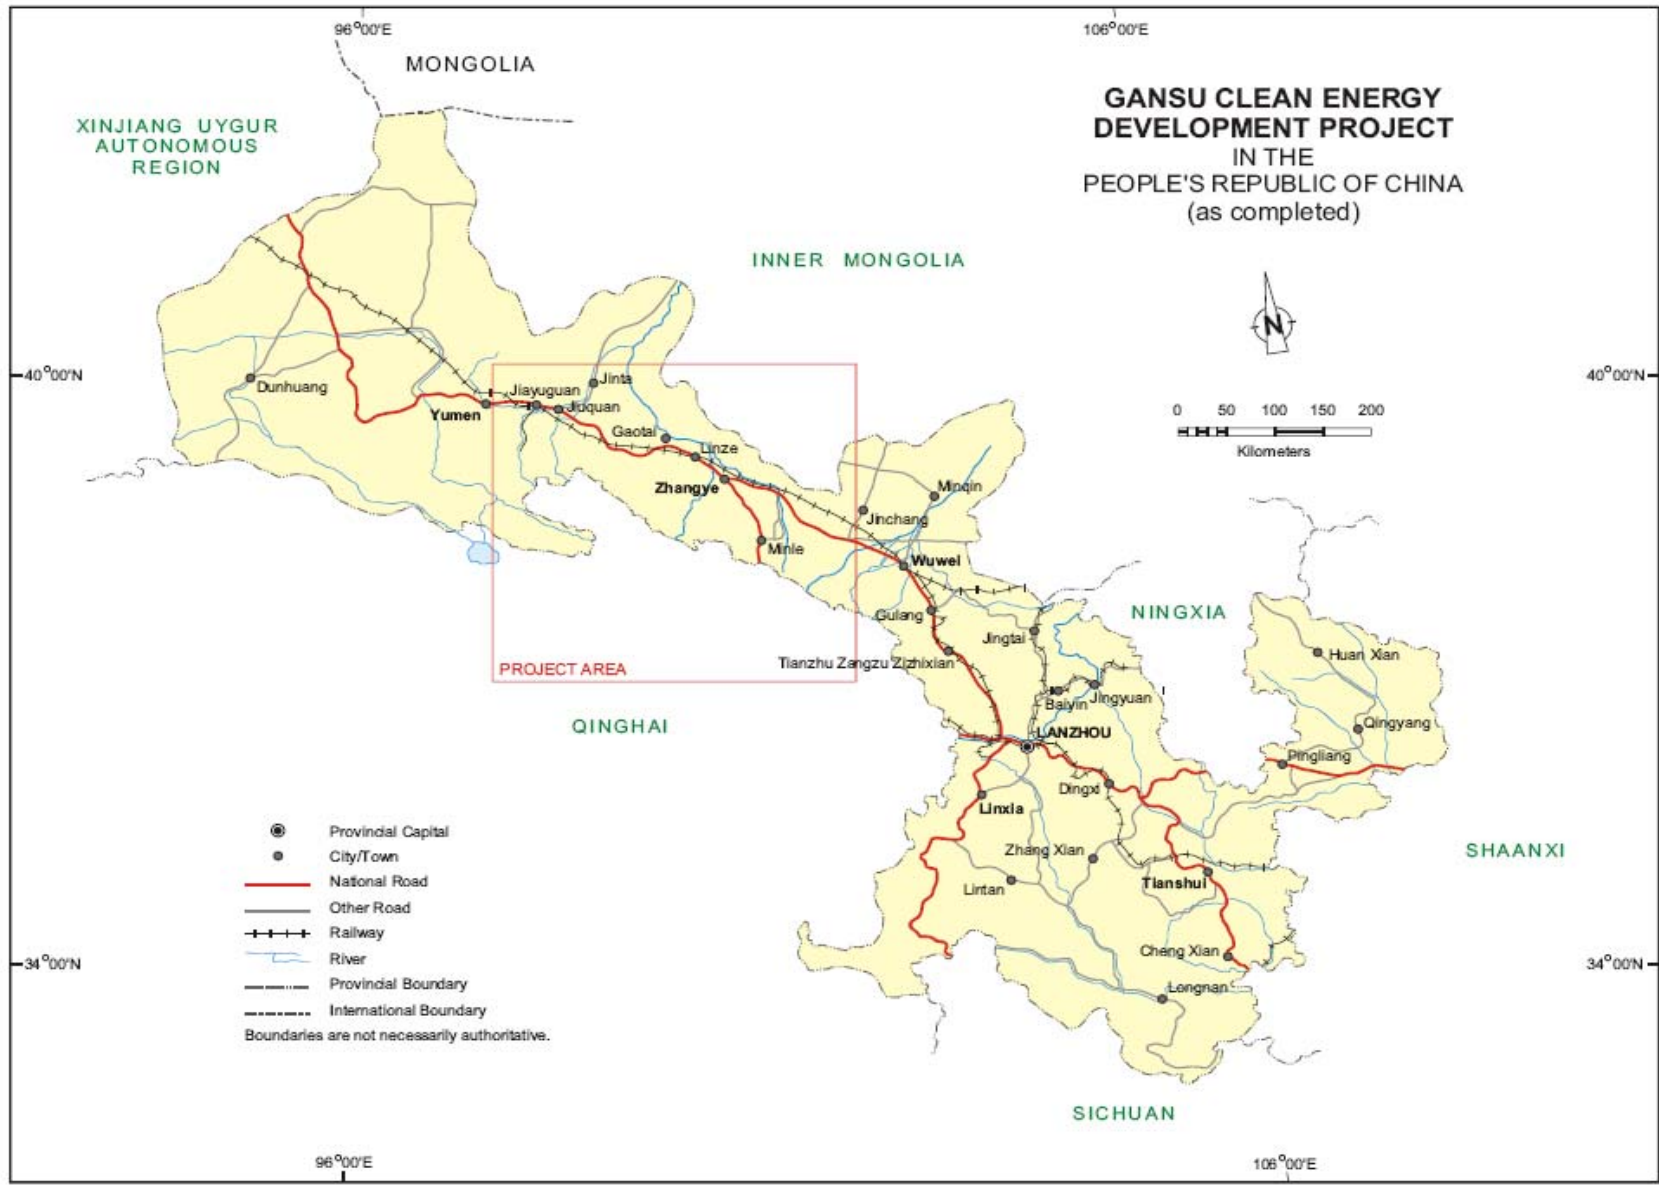 96°00'E
106°00'E
MONGOLIA
XINJIANG UYGUR
AUTONOMOUS
REGION
GANSU CLEAN ENERGY
DEVELOPMENT PROJECT
IN THE
PEOPLE'S REPUBLIC OF CHINA
(as completed)
INNER MONGOLIA
N
40°00'N
40°00'N
Dunhuang
Yumen
Jiayuguan
Jinta
Jiuquan
Gaotai
Linze
Zhangye
Minle
0 50 100 150 200
Kilometers
Minqin
Jinchang
Wuwei
Gulang
Jingtai
Tianzhu Zangzu Zizhixian
PROJECT AREA
NINGXIA
Huan Xian
Baiyin
Jingyuan
Qingyang
QINGHAI
LANZHOU
Pingliang
Dingxi
Linxia
Zhang Xian
Lintan
Tianshui
SHAANXI
Cheng Xian
Longnan
Provincial Capital
City/Town
National Road
Other Road
Railway
River
Provincial Boundary
International Boundary
Boundaries are not necessarily authoritative.
34°00'N
34°00'N
SICHUAN
96°00'E
106°00'E